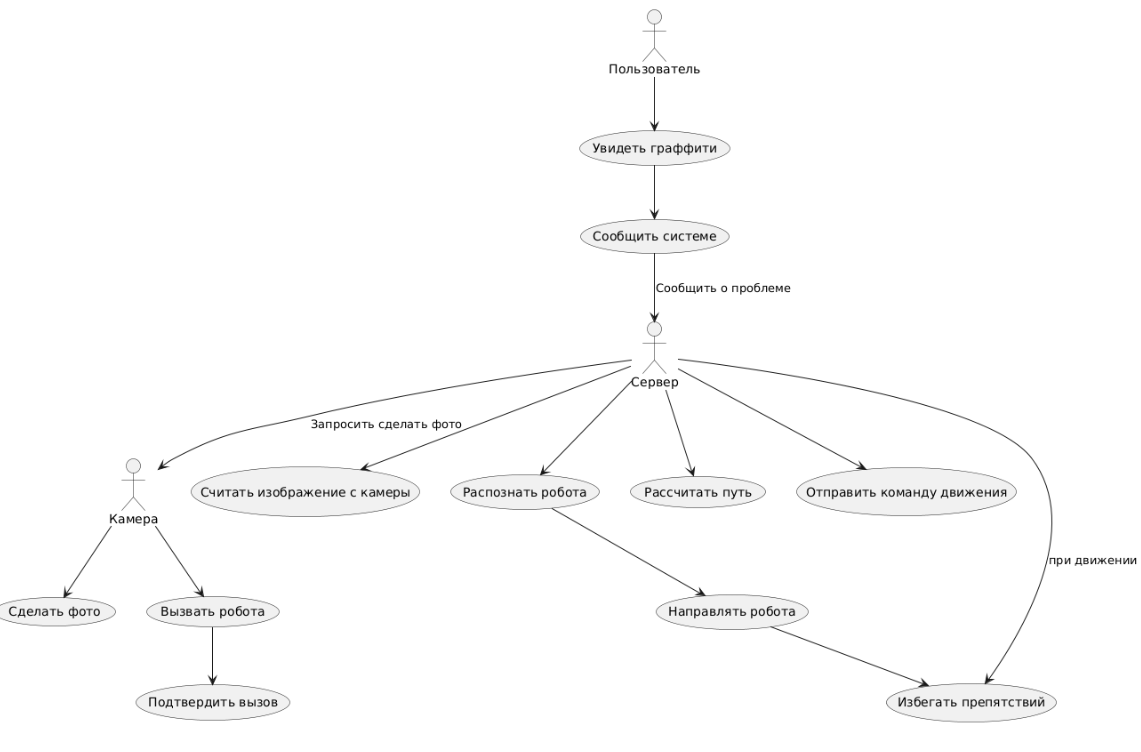 Пользователь
Увидеть граффити
Сообщить системе
Сообщить о проблеме
Сервер
Запросить сделать фото
Камера
Считать изображение с камеры
Распознать робота
Рассчитать путь
Отправить команду движения
при движении
Сделать фото
Вызвать робота
Направлять робота
Подтвердить вызов
Избегать препятствий